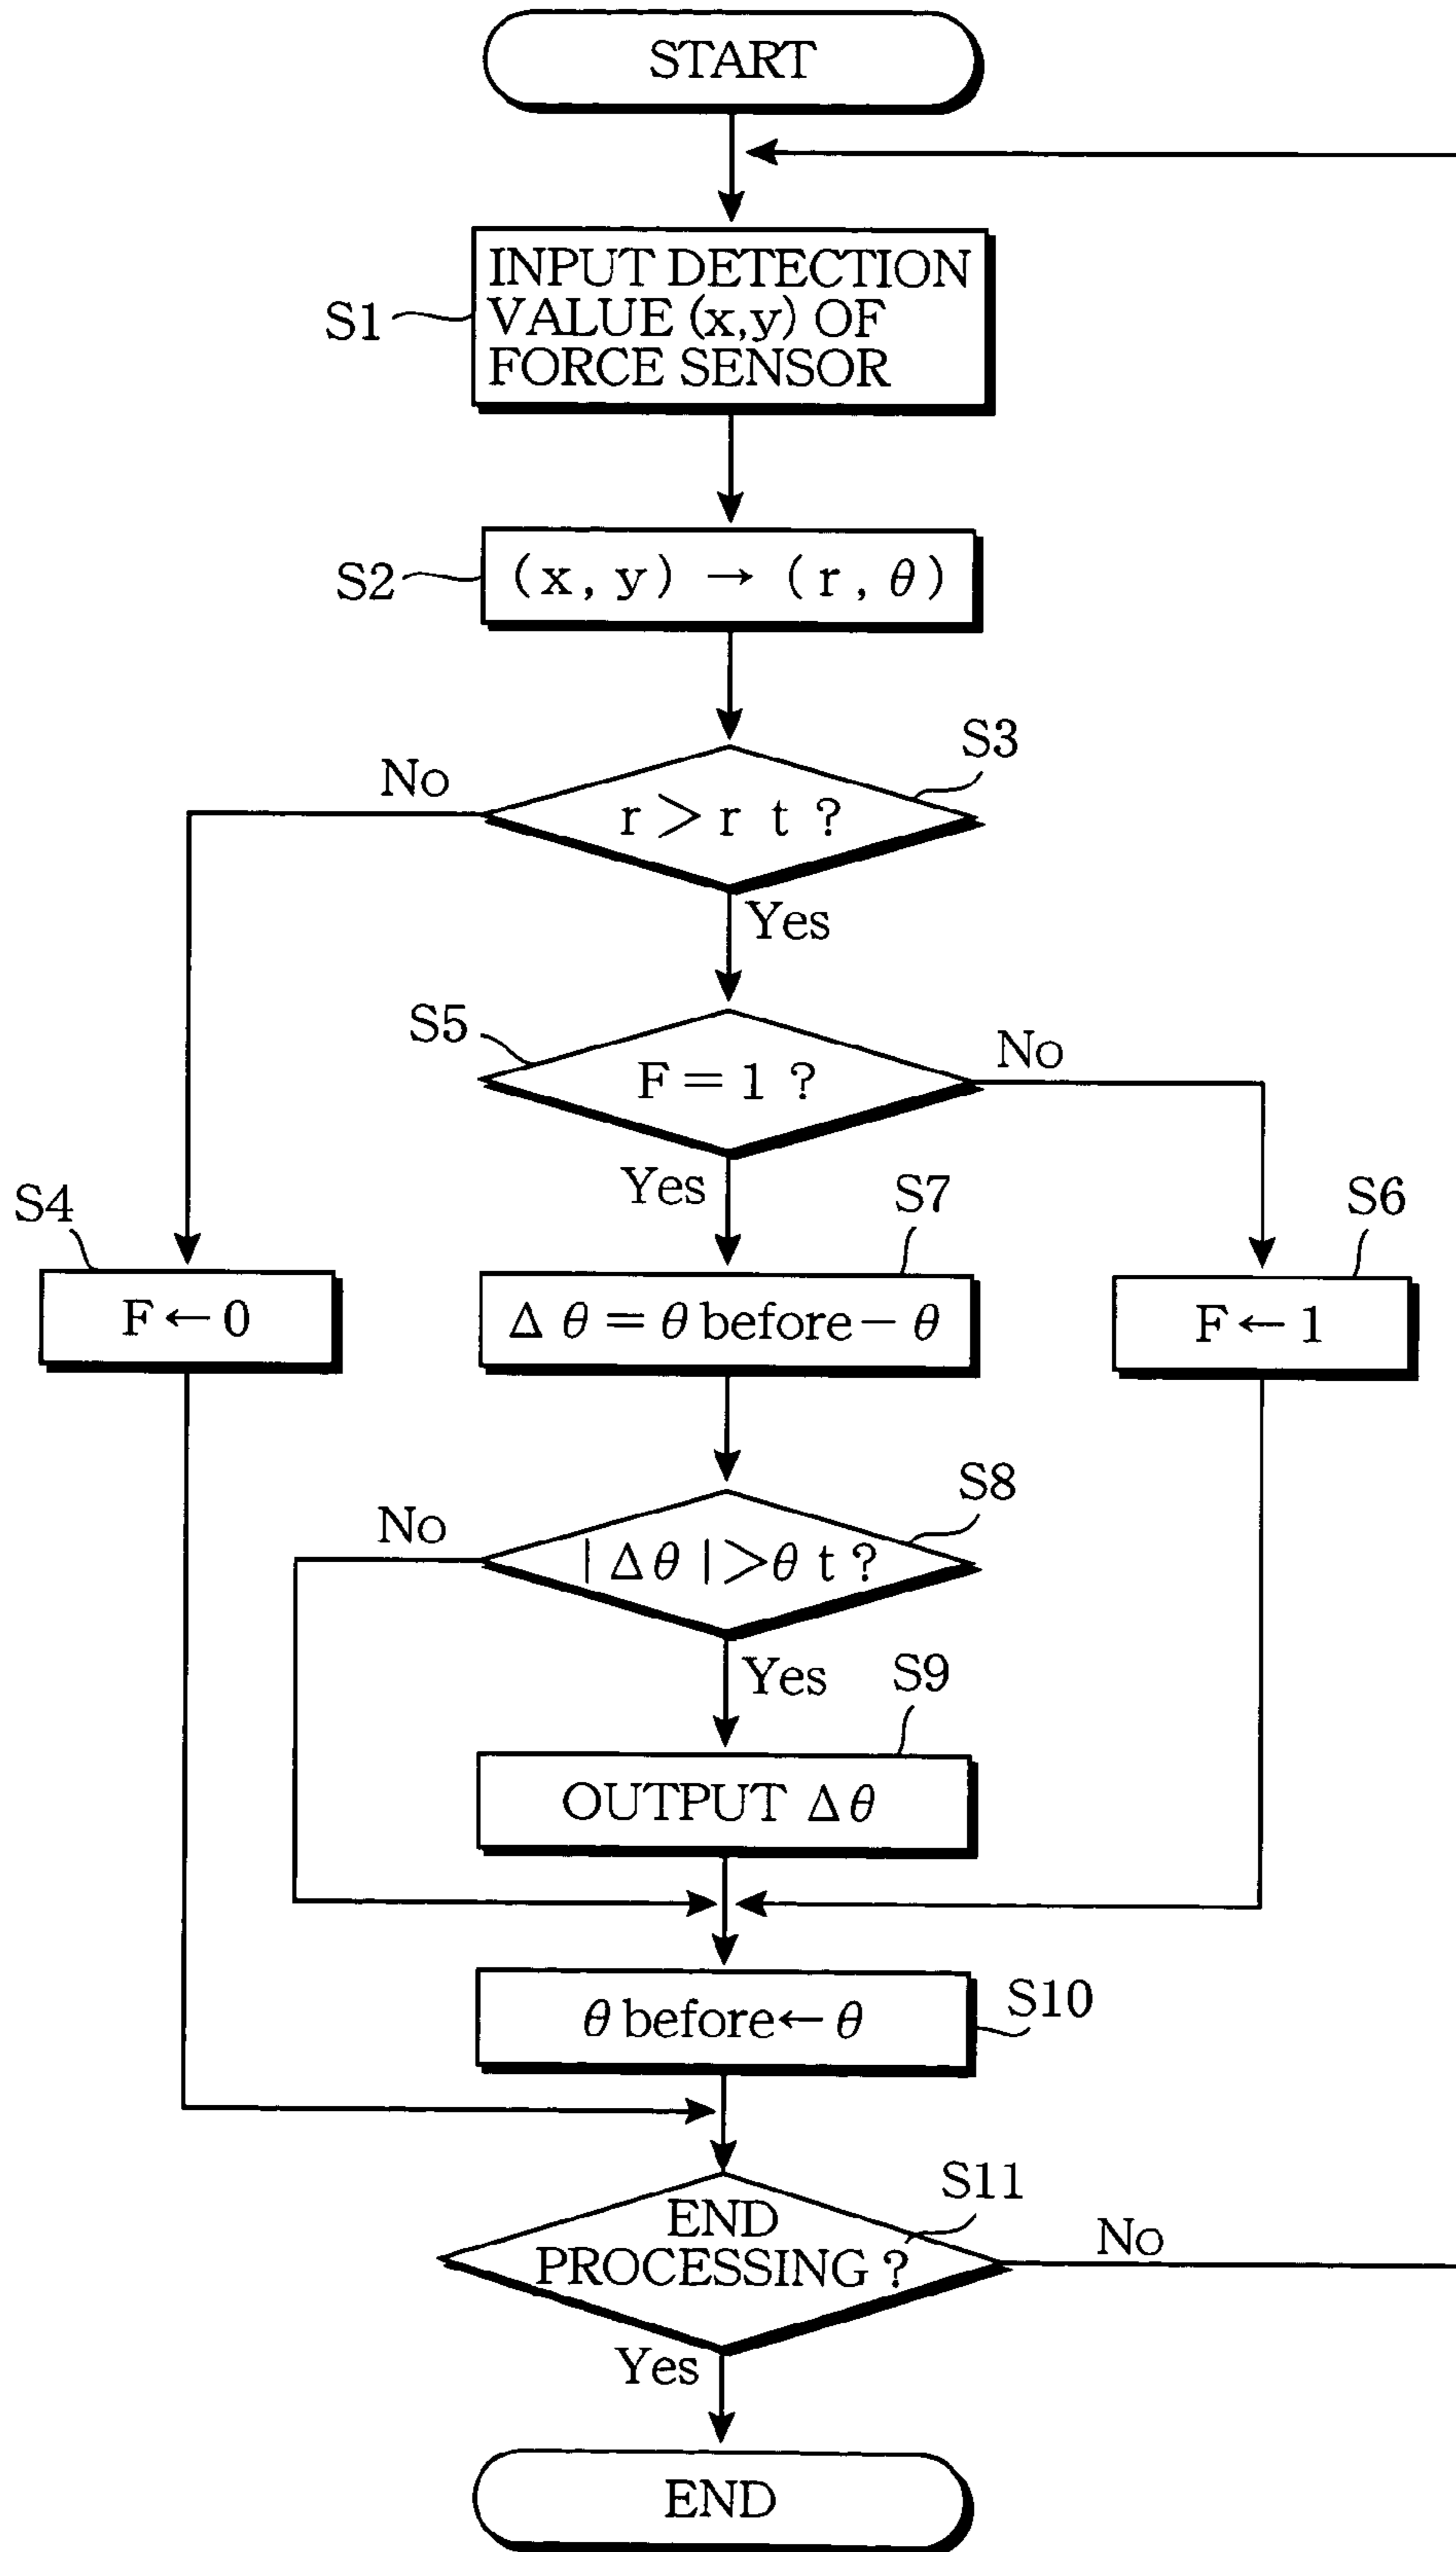 START
INPUT DETECTION
VALUE (x,y) OF
FORCE SENSOR
S1
S2
(x, y) → (r, θ)
S3
No
r > r t ?
Yes
S5
No
F = 1 ?
Yes
S4
S7
S6
F ← 0
Δ θ = θ before − θ
F ← 1
S8
No
| Δθ | > θ t ?
Yes
S9
OUTPUT Δθ
θ before ← θ
S10
S11
END
PROCESSING ?
No
Yes
END